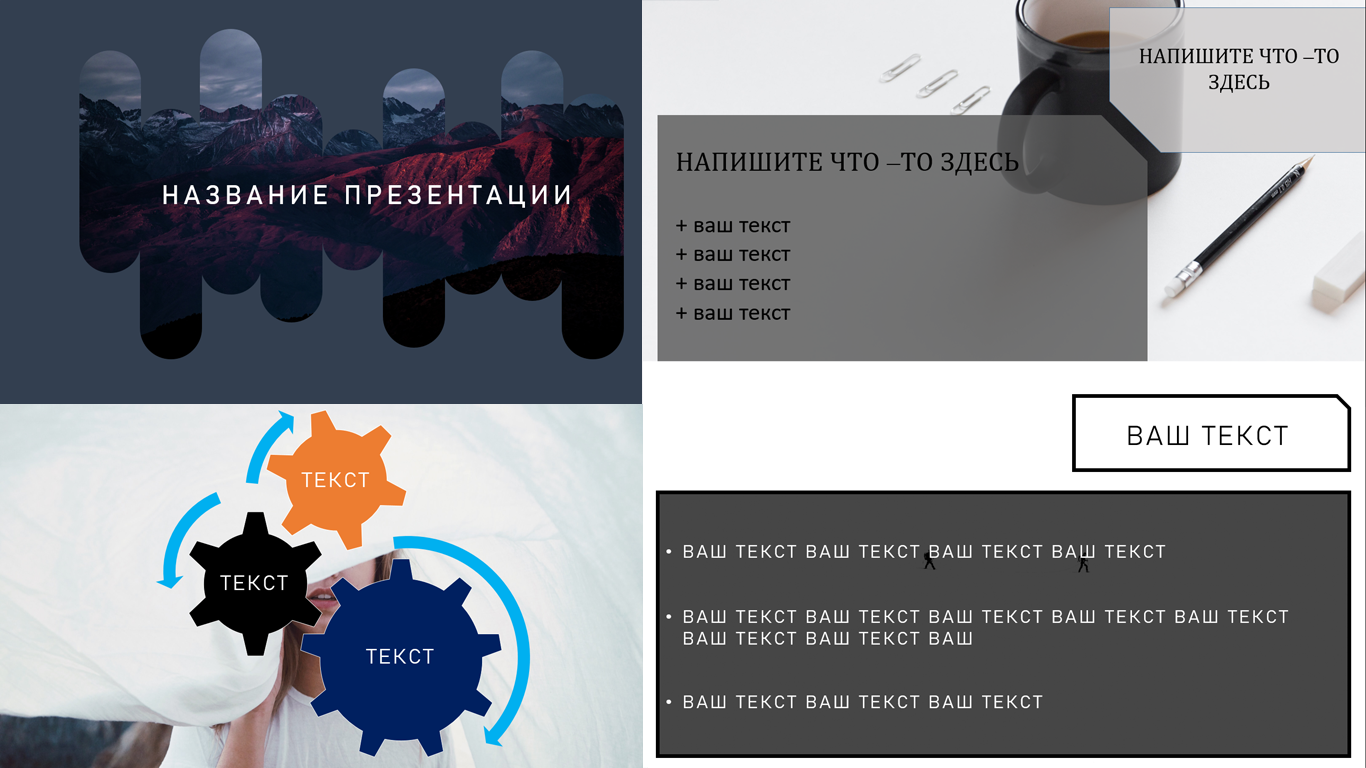 НАЗВАНИЕ ПРЕЗЕНТАЦИИ
НАПИШИТЕ ЧТО –ТО
ЗДЕСЬ
НАПИШИТЕ ЧТО –ТО ЗДЕСЬ
+ ваш текст
+ ваш текст
+ ваш текст
+ ваш текст
ТЕКСТ
ТЕКСТ
ТЕКСТ
ВАШ ТЕКСТ
• ВАШ ТЕКСТ ВАШ ТЕКСТ ВАШ ТЕКСТ ВАШ ТЕКСТ
• ВАШ ТЕКСТ ВАШ ТЕКСТ ВАШ ТЕКСТ ВАШ ТЕКСТ ВАШ ТЕКСТ
ВАШ ТЕКСТ ВАШ ТЕКСТ ВАШ
• ВАШ ТЕКСТ ВАШ ТЕКСТ ВАШ ТЕКСТ